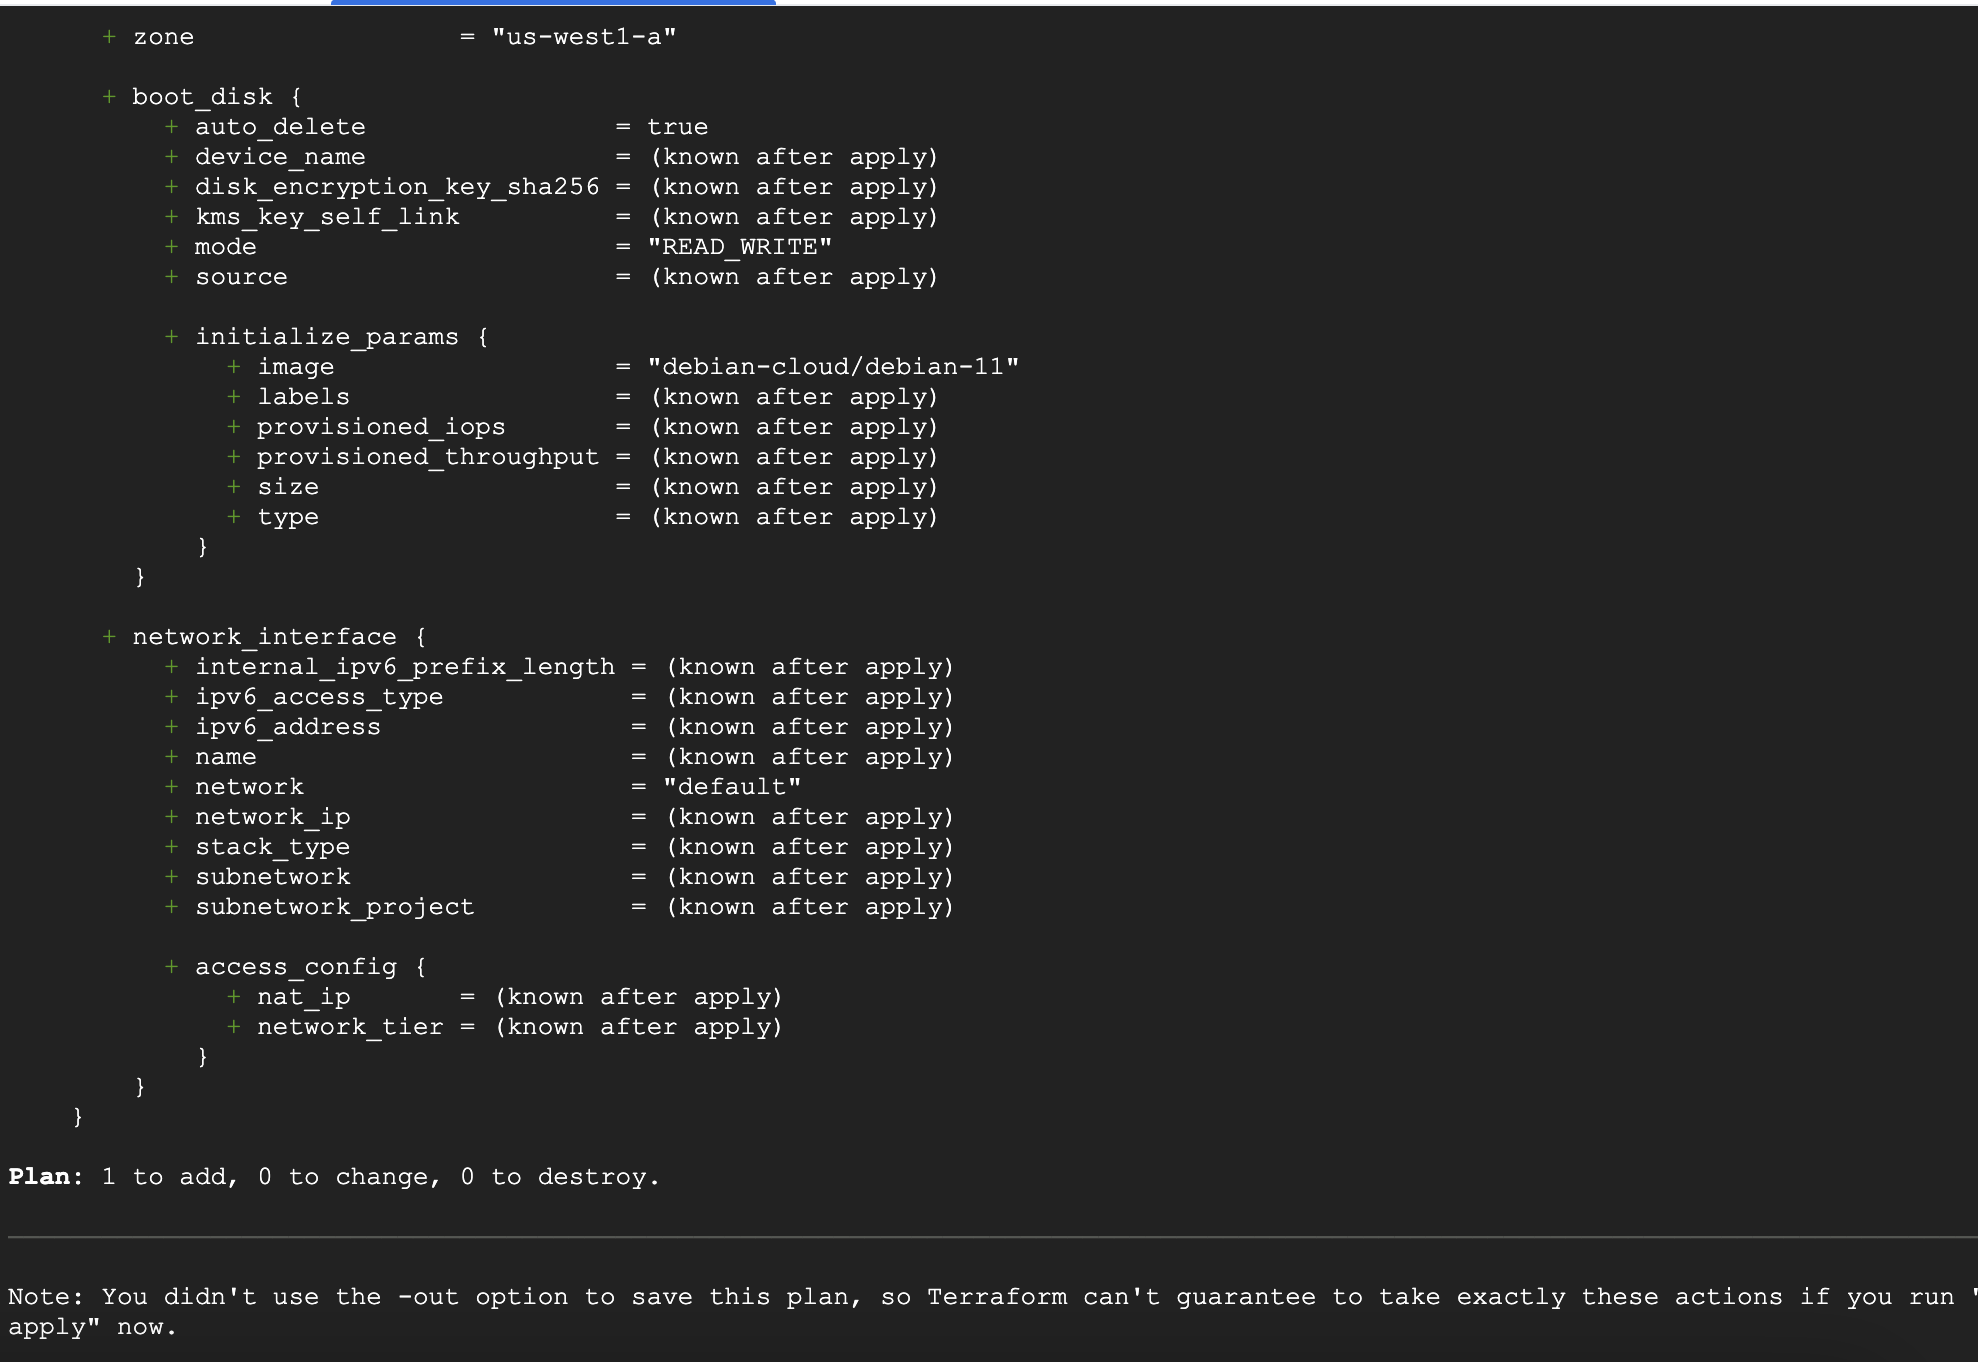 + zone                 = "us-west1-a"

+ boot_disk {
    + auto_delete                = true
    + device_name                = (known after apply)
    + disk_encryption_key_sha256 = (known after apply)
    + kms_key_self_link          = (known after apply)
    + mode                       = "READ_WRITE"
    + source                     = (known after apply)

    + initialize_params {
        + image                  = "debian-cloud/debian-11"
        + labels                 = (known after apply)
        + provisioned_iops       = (known after apply)
        + provisioned_throughput = (known after apply)
        + size                   = (known after apply)
        + type                   = (known after apply)
      }
  }

+ network_interface {
    + internal_ipv6_prefix_length = (known after apply)
    + ipv6_access_type            = (known after apply)
    + ipv6_address                = (known after apply)
    + name                        = (known after apply)
    + network                     = "default"
    + network_ip                  = (known after apply)
    + stack_type                  = (known after apply)
    + subnetwork                  = (known after apply)
    + subnetwork_project          = (known after apply)

    + access_config {
        + nat_ip       = (known after apply)
        + network_tier = (known after apply)
      }
  }
}

Plan: 1 to add, 0 to change, 0 to destroy.

Note: You didn't use the -out option to save this plan, so Terraform can't guarantee to take exactly these actions if you run "
apply" now.